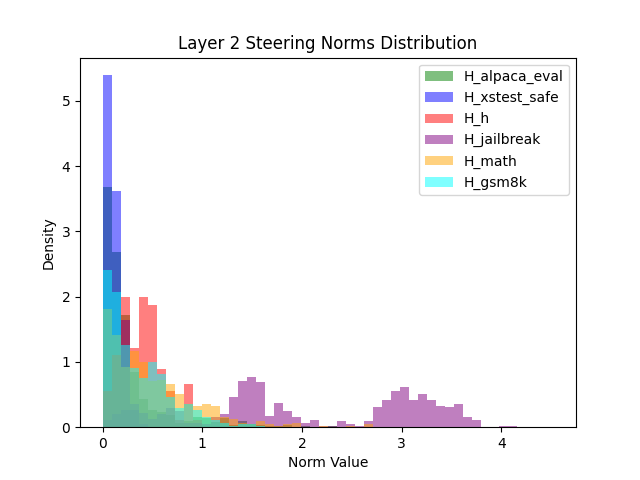 Layer 2 Steering Norms Distribution
H_alpaca_eval
H_xstest_safe
H_h
H_jailbreak
H_math
H_gsm8k
Density
5
4
3
2
1
0
0 1 2 3 4
Norm Value